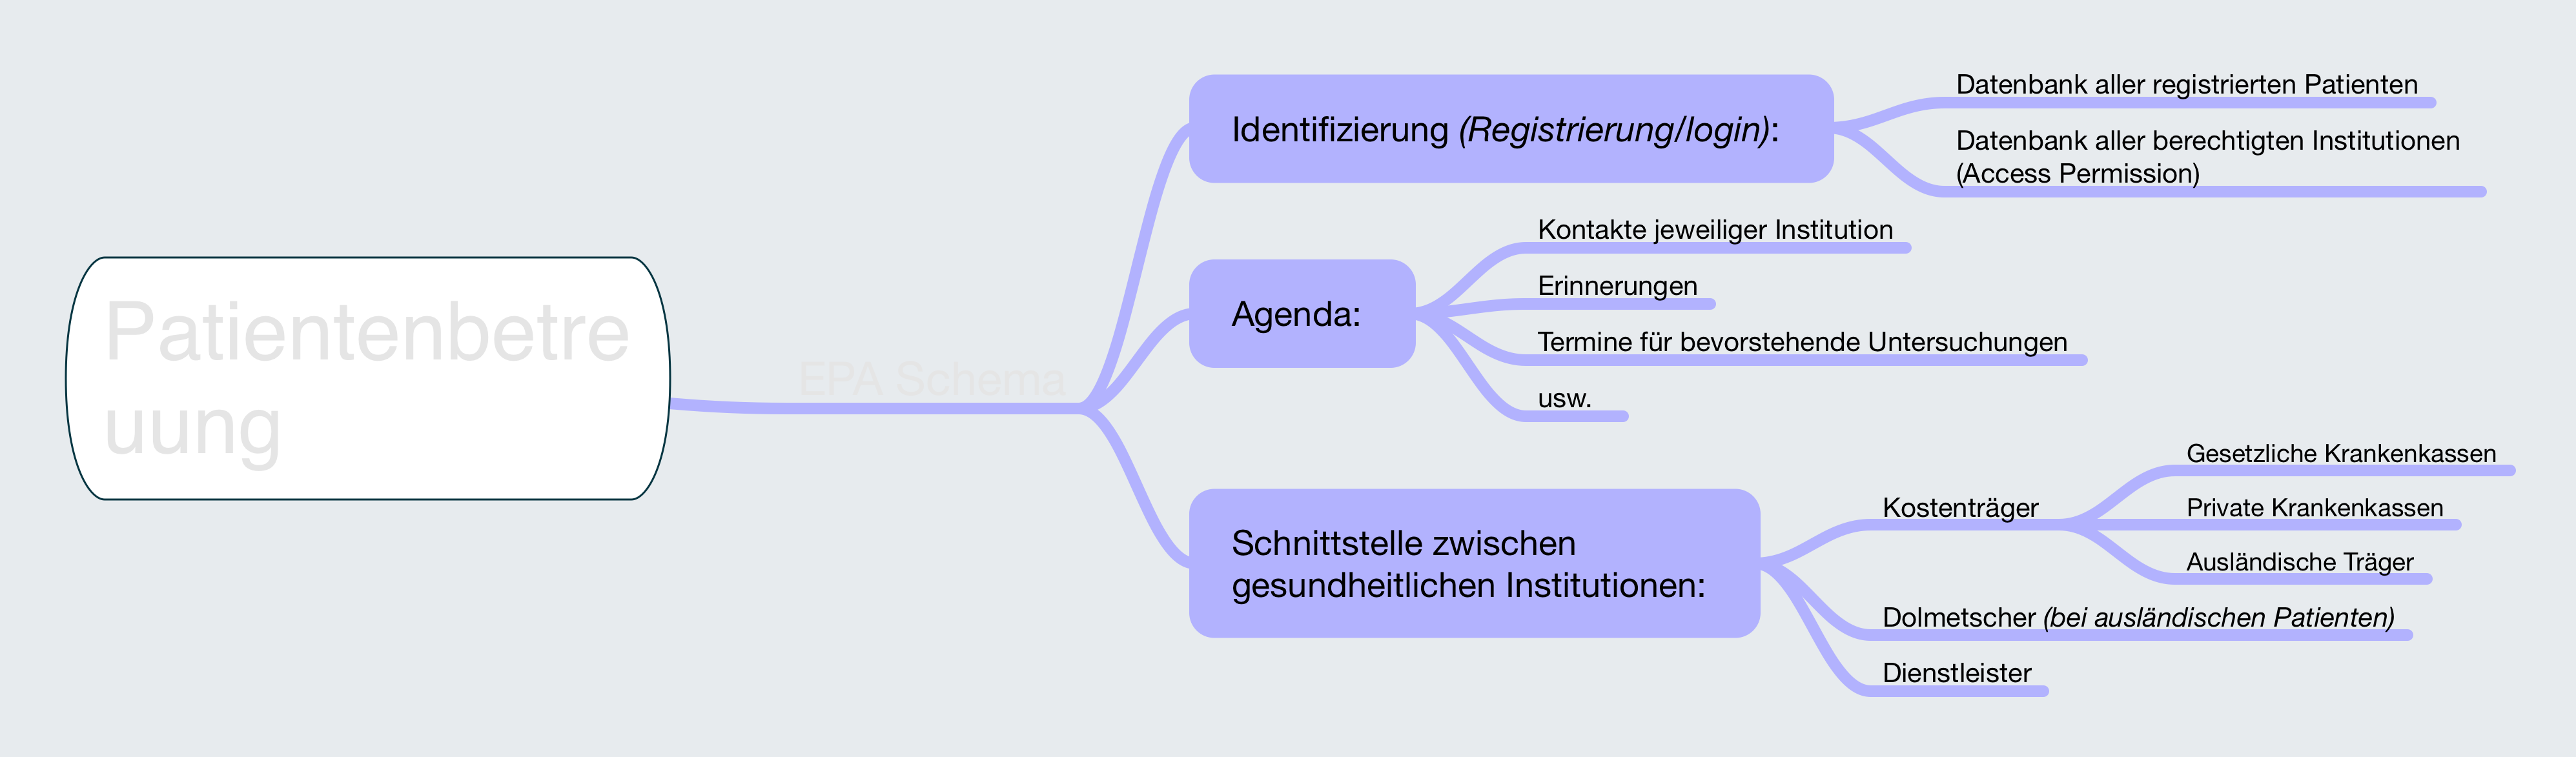 Patientenbetre
uung
EPA Schema
Identifizierung (Registrierung/login):
Datenbank aller registrierten Patienten
Datenbank aller berechtigten Institutionen
(Access Permission)
Agenda:
Kontakte jeweiliger Institution
Erinnerungen
Termine für bevorstehende Untersuchungen
usw.
Schnittstelle zwischen
gesundheitlichen Institutionen:
Kostenträger
Gesetzliche Krankenkassen
Private Krankenkassen
Ausländische Träger
Dolmetscher (bei ausländischen Patienten)
Dienstleister